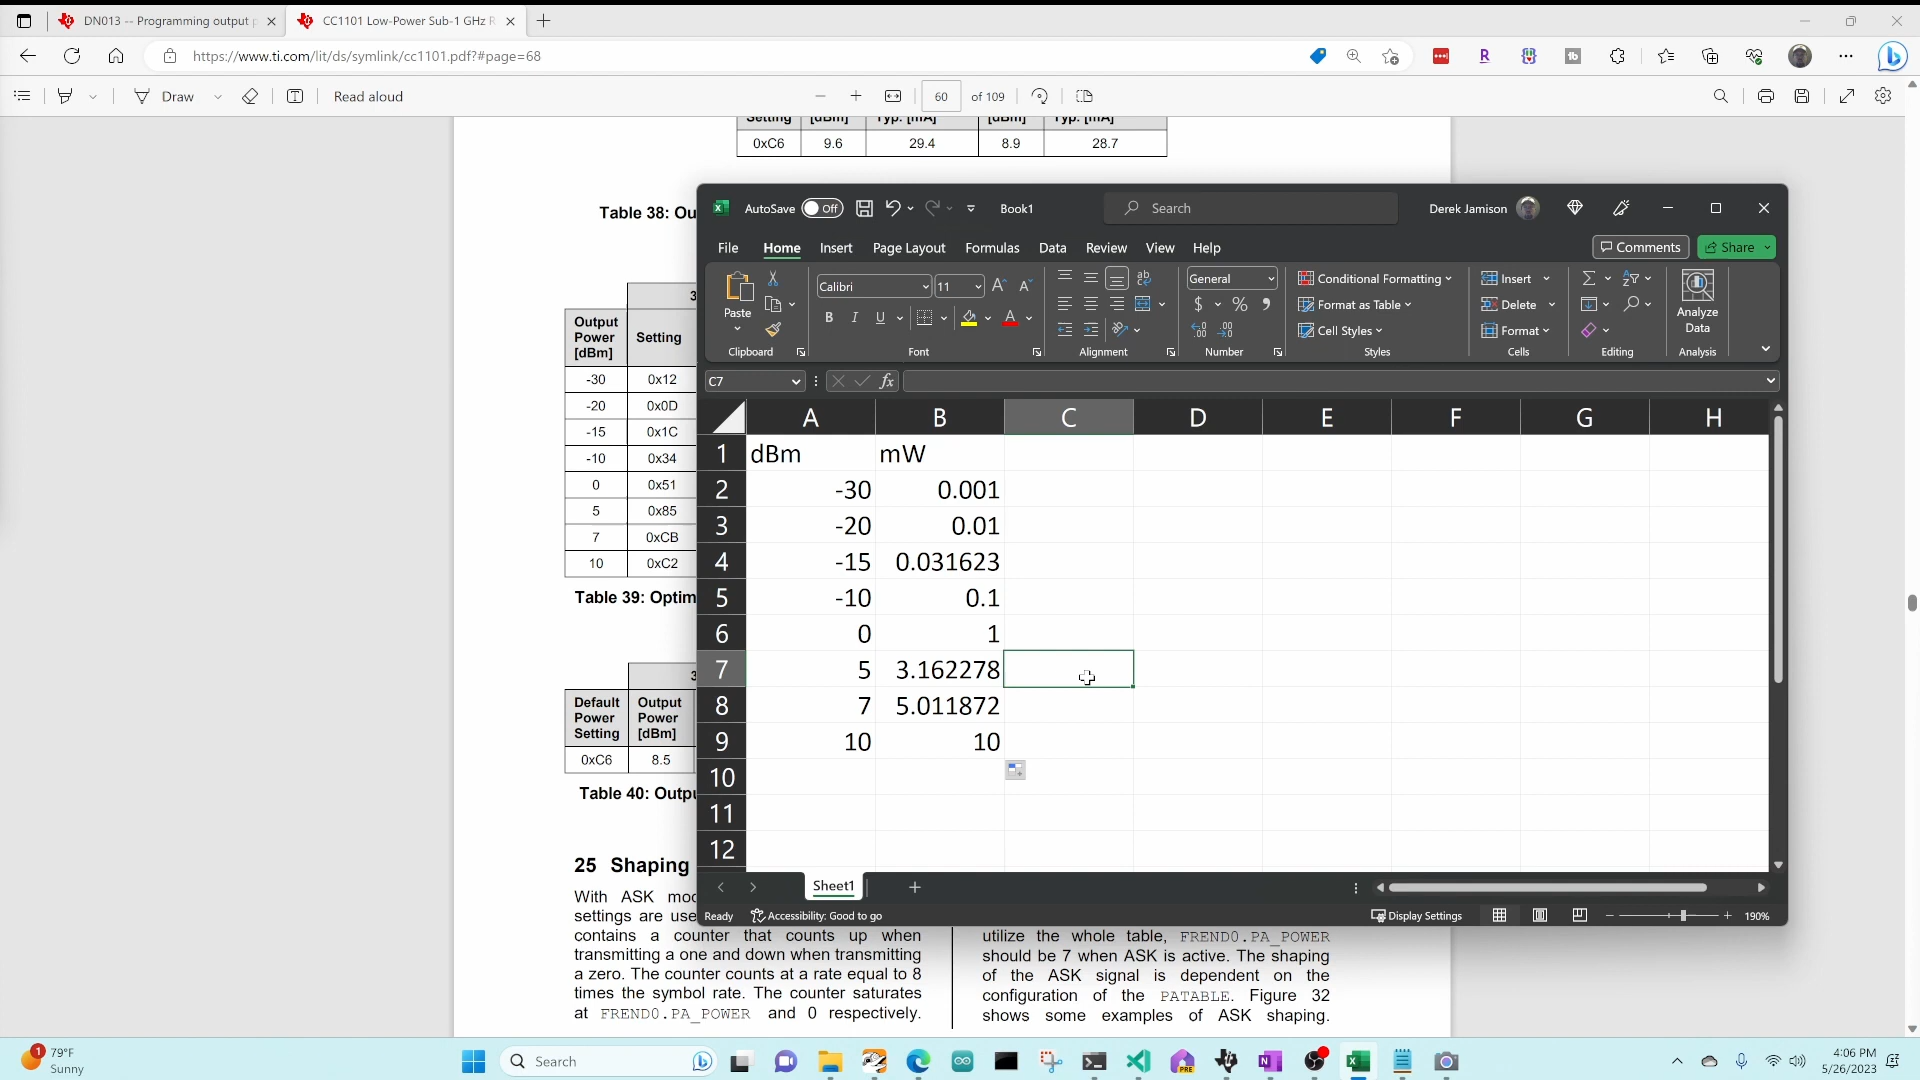 DN013 -- Programming output p
CC1101 Low-Power Sub-1 GHz R
https://www.ti.com/lit/ds/symlink/cc1101.pdf?#page=68
Draw
Read aloud
60 of 109
Setting [dBm] Typ. [mA] [dBm] Typ. [mA]
0xC6 9.6 29.4 8.9 28.7
Table 38: Ou
3
Output Power [dBm] Setting
-30 0x12
-20 0x0D
-15 0x1C
-10 0x34
0 0x51
5 0x85
7 0xCB
10 0xC2
Table 39: Optim
3
Default Power Setting Output Power [dBm]
0xC6 8.5
Table 40: Outpu
25 Shaping
With ASK mod
settings are use
contains a counter that counts up when
transmitting a one and down when transmitting
a zero. The counter counts at a rate equal to 8
times the symbol rate. The counter saturates
at FREND0.PA_POWER and 0 respectively.
utilize the whole table, FREND0.PA_POWER
should be 7 when ASK is active. The shaping
of the ASK signal is dependent on the
configuration of the PATABLE. Figure 32
shows some examples of ASK shaping.
AutoSave Off Book1 Search Derek Jamison
File Home Insert Page Layout Formulas Data Review View Help Comments Share
Paste Calibri 11 General Conditional Formatting Insert
Format as Table Delete Analyze Data
Cell Styles Format
Clipboard Font Alignment Number Styles Cells Editing Analysis
C7 fx
A B C D E F G H
1 dBm mW
2 -30 0.001
3 -20 0.01
4 -15 0.031623
5 -10 0.1
6 0 1
7 5 3.162278
8 7 5.011872
9 10 10
10
11
12
Sheet1
Ready Accessibility: Good to go Display Settings 190%
1 79°F
Sunny
Search
PRE
4:06 PM
5/26/2023